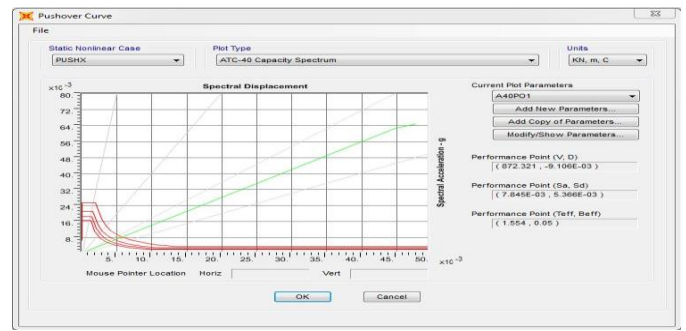 Pushover Curve
File
Static Nonlinear Case
Plot Type
Units
PUSHX
ATC-40 Capacity Spectrum
KN, m, C
x10 -3
Spectral Displacement
80.
72.
64.
56.
48.
40.
32.
24.
16.
8.
5. 10. 15. 20. 25. 30. 35. 40. 45. 50. x10 -3
Spectral Acceleration - g
Current Plot Parameters
A40PO1
Add New Parameters...
Add Copy of Parameters...
Modify/Show Parameters...
Performance Point (V, D)
( 872.321 , -9.106E-03 )
Performance Point (Sa, Sd)
( 7.845E-03 , 5.366E-03 )
Performance Point (Teff, Beff)
( 1.554 , 0.05 )
Mouse Pointer Location Horiz Vert
OK Cancel